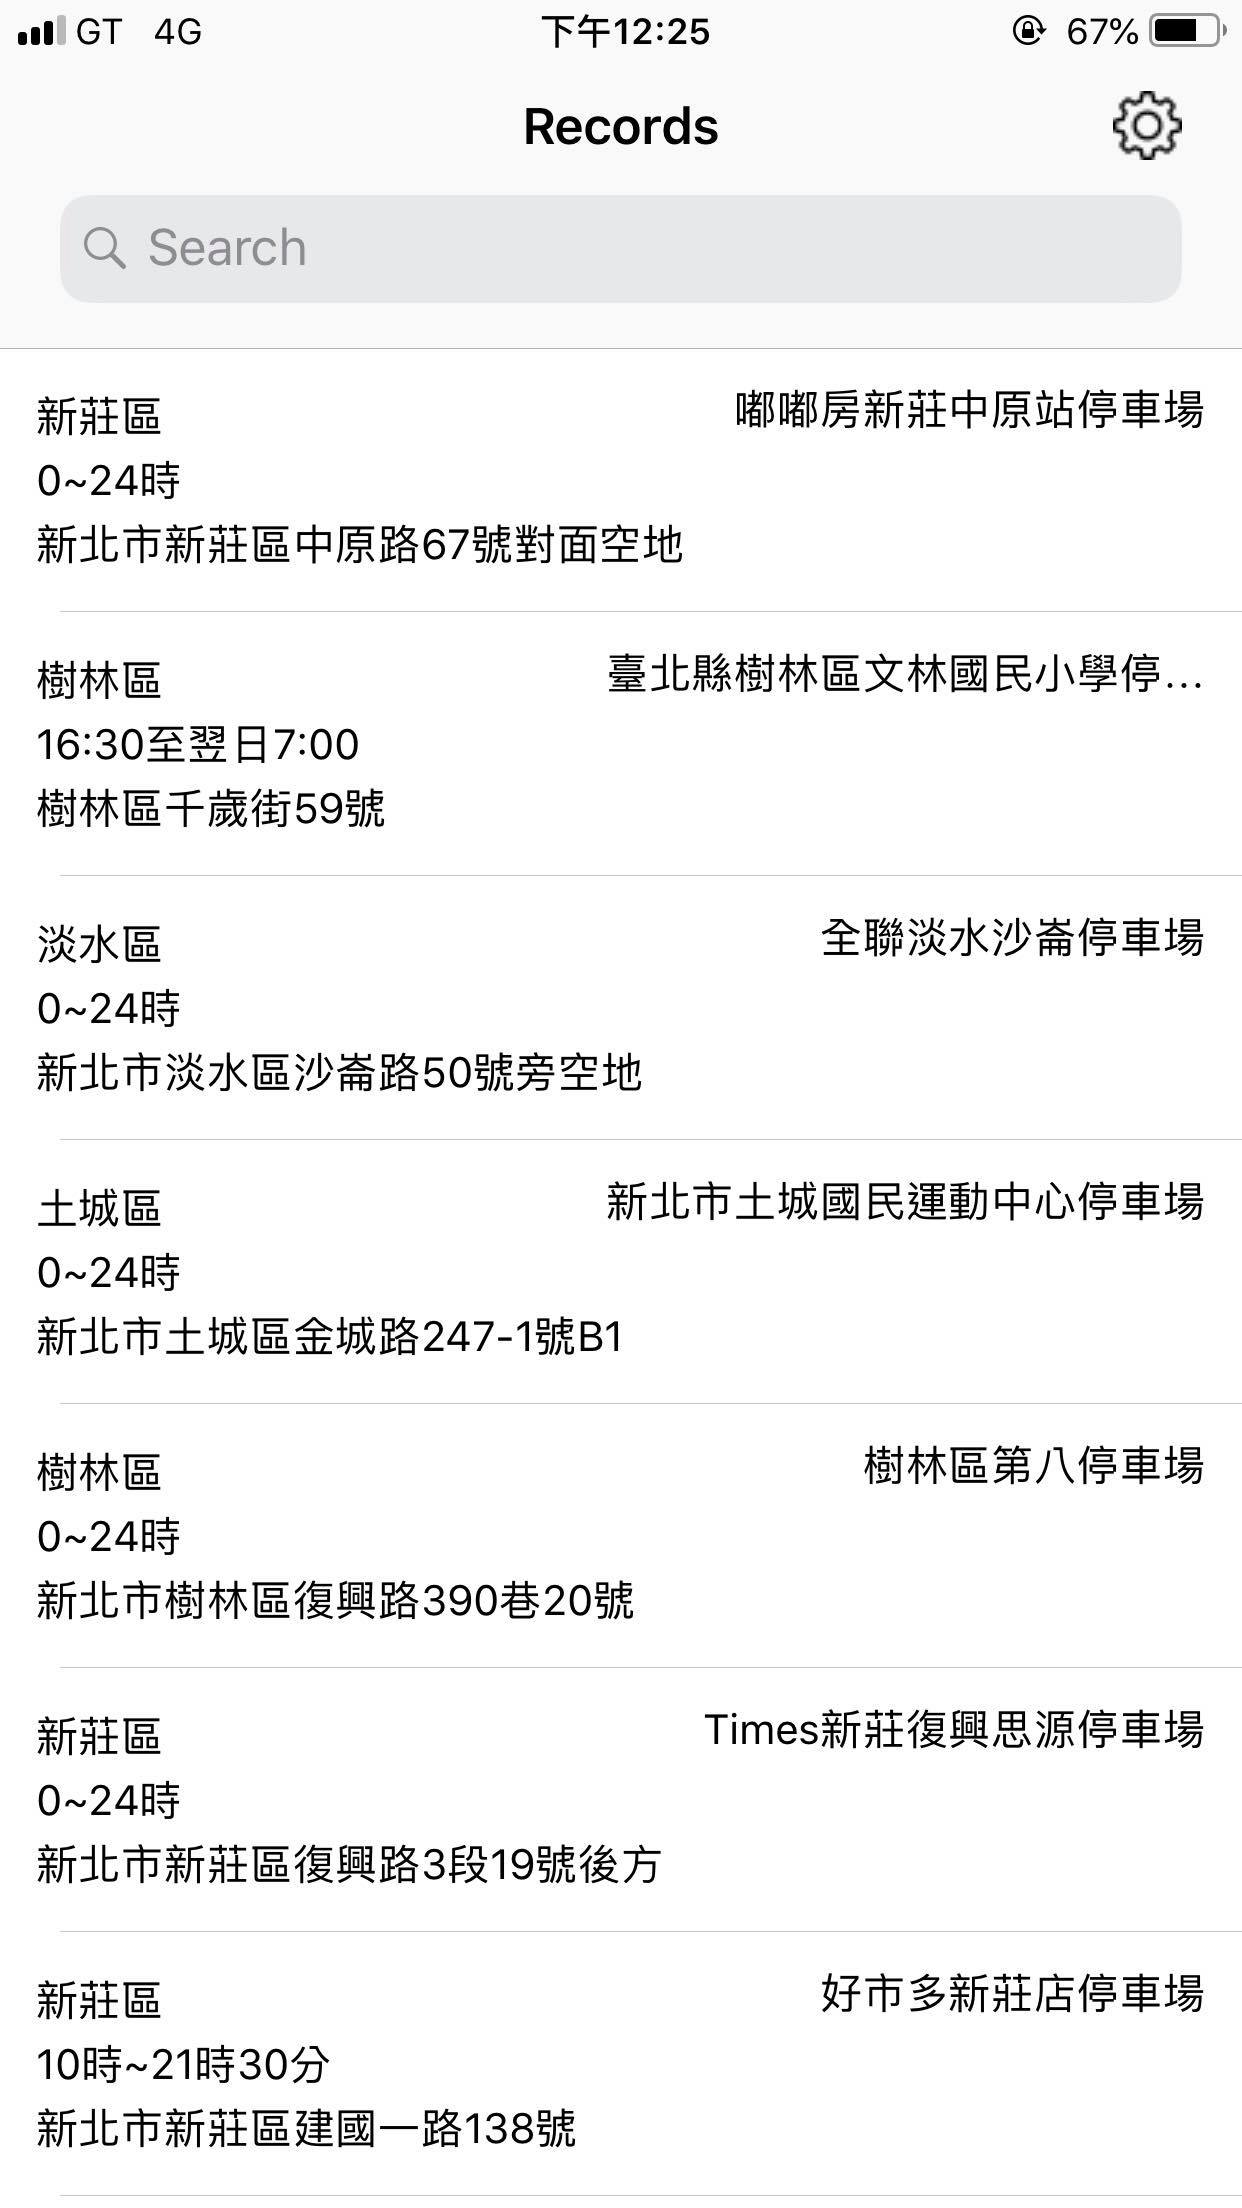 GT 4G 下午12:25 67%
Records
Search
新莊區 嘟嘟房新莊中原站停車場
0~24時
新北市新莊區中原路67號對面空地
樹林區 臺北縣樹林區文林國民小學停...
16:30至翌日7:00
樹林區千歲街59號
淡水區 全聯淡水沙崙停車場
0~24時
新北市淡水區沙崙路50號旁空地
土城區 新北市土城國民運動中心停車場
0~24時
新北市土城區金城路247-1號B1
樹林區 樹林區第八停車場
0~24時
新北市樹林區復興路390巷20號
新莊區 Times新莊復興思源停車場
0~24時
新北市新莊區復興路3段19號後方
新莊區 好市多新莊店停車場
10時~21時30分
新北市新莊區建國一路138號